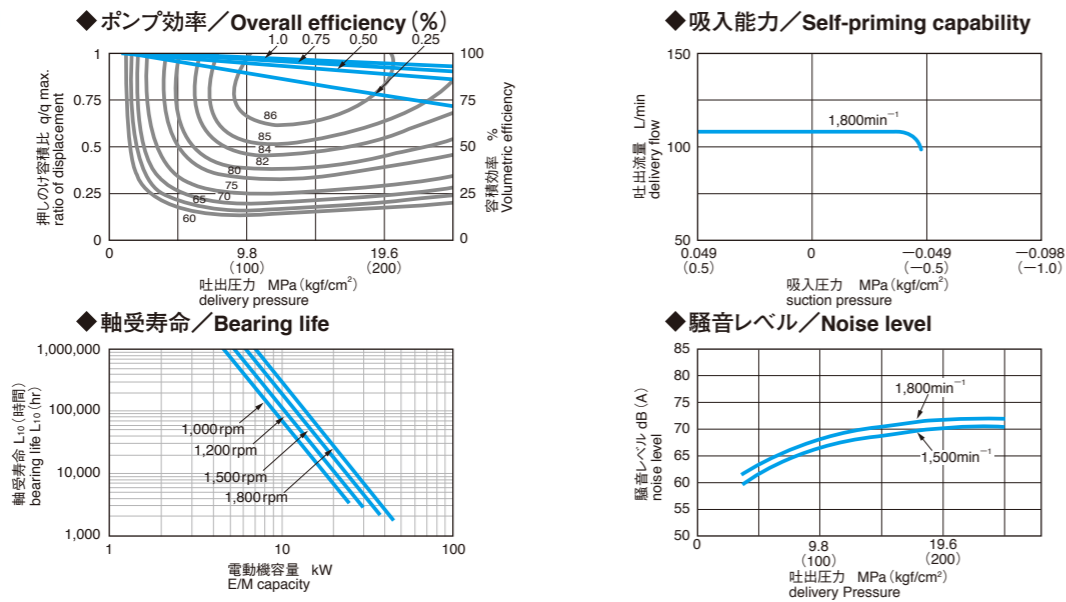 ◆ポンプ効率／Overall efficiency（%）
1.0 0.75 0.50 0.25
押しのけ容積比 q/q max.
ratio of displacement
1
0.75
0.5
0.25
0
86
85
84
82
80
75
70
65
60
100
75
50
25
0
容積効率 %
Volumetric efficiency
0 9.8 19.6
(100) (200)
吐出圧力 MPa（kgf/cm²）
delivery pressure
◆吸入能力／Self-priming capability
吐出流量 L/min
delivery flow
150
100
50
1,800min⁻¹
0.049 0 －0.049 －0.098
(0.5) (－0.5) (－1.0)
吸入圧力 MPa（kgf/cm²）
suction pressure
◆軸受寿命／Bearing life
軸受寿命 L₁₀（時間）
bearing life L₁₀（hr）
1,000,000
100,000
10,000
1,000
1,000rpm
1,200rpm
1,500rpm
1,800rpm
1 10 100
電動機容量 kW
E/M capacity
◆騒音レベル／Noise level
騒音レベル dB（A）
noise level
85
80
75
70
65
60
55
50
1,800min⁻¹
1,500min⁻¹
0 9.8 19.6
(100) (200)
吐出圧力 MPa（kgf/cm²）
delivery Pressure